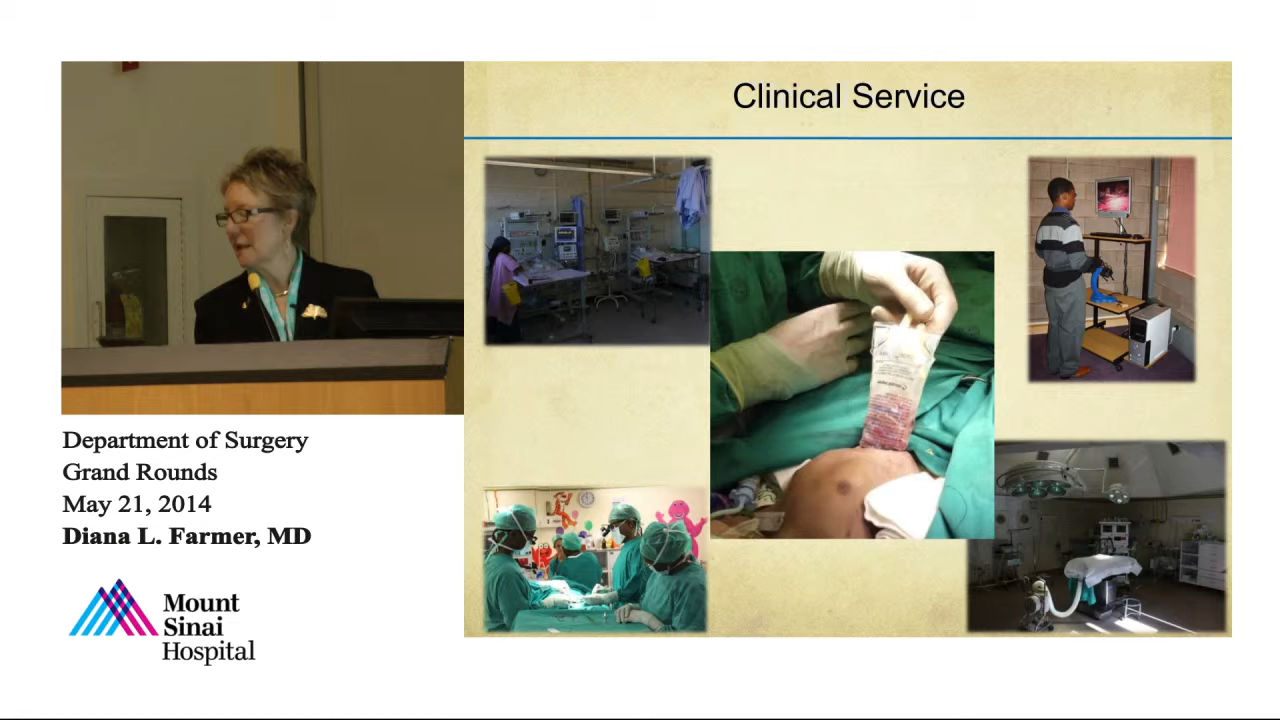 Clinical Service
Department of Surgery
Grand Rounds
May 21, 2014
Diana L. Farmer, MD
Mount
Sinai
Hospital